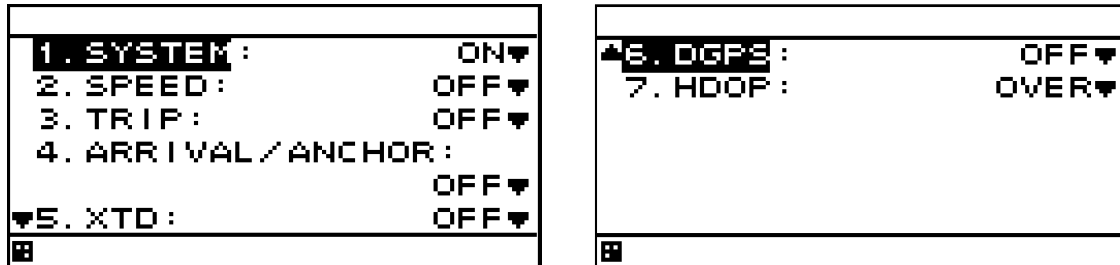 1. SYSTEM: ON▼
2. SPEED: OFF▼
3. TRIP: OFF▼
4. ARRIVAL/ANCHOR:
OFF▼
▼5. XTD: OFF▼
▲6. DGPS: OFF▼
7. HDOP: OVER▼